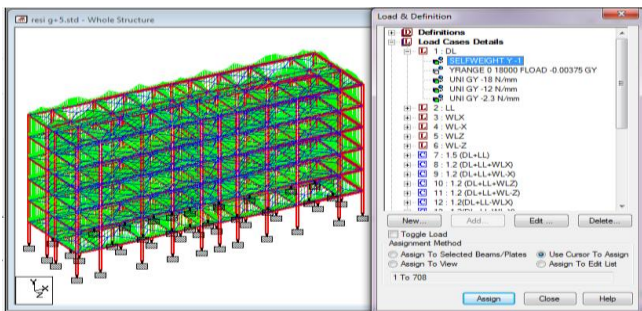 resi g+5.std - Whole Structure
Y
X
Z
Load & Definition
Definitions
Load Cases Details
1 : DL
SELFWEIGHT Y -1
YRANGE 0 18000 FLOAD -0.00375 GY
UNI GY -18 N/mm
UNI GY -12 N/mm
UNI GY -2.3 N/mm
2 : LL
3 : WLX
4 : WL-X
5 : WLZ
6 : WL-Z
7 : 1.5 (DL+LL)
8 : 1.2 (DL+LL+WLX)
9 : 1.2 (DL+LL+WL-X)
10 : 1.2 (DL+LL+WLZ)
11 : 1.2 (DL+LL+WL-Z)
12 : 1.2(DL-LL-WLX)
New...
Add...
Edit ...
Delete...
Toggle Load
Assignment Method
Assign To Selected Beams/Plates
Use Cursor To Assign
Assign To View
Assign To Edit List
1 To 708
Assign
Close
Help